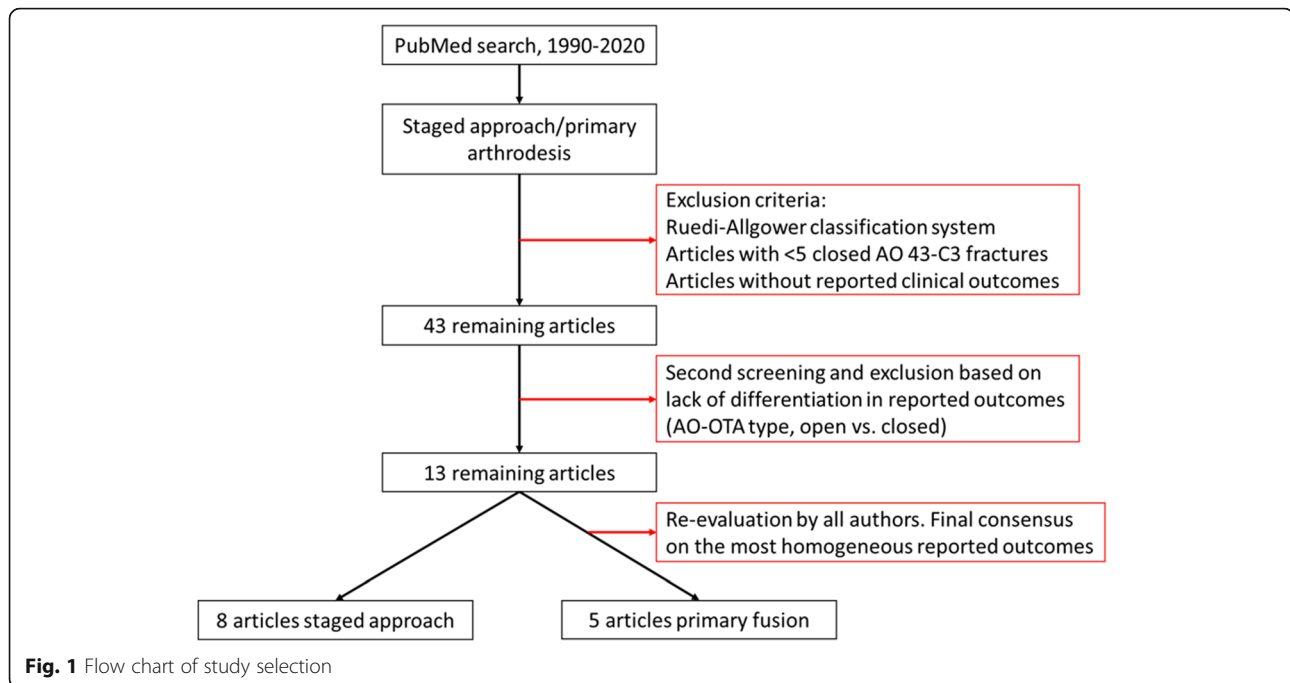 PubMed search, 1990-2020
Staged approach/primary
arthrodesis
Exclusion criteria:
Ruedi-Allgower classification system
Articles with <5 closed AO 43-C3 fractures
Articles without reported clinical outcomes
43 remaining articles
Second screening and exclusion based on
lack of differentiation in reported outcomes
(AO-OTA type, open vs. closed)
13 remaining articles
Re-evaluation by all authors. Final consensus
on the most homogeneous reported outcomes
8 articles staged approach
5 articles primary fusion
Fig. 1 Flow chart of study selection